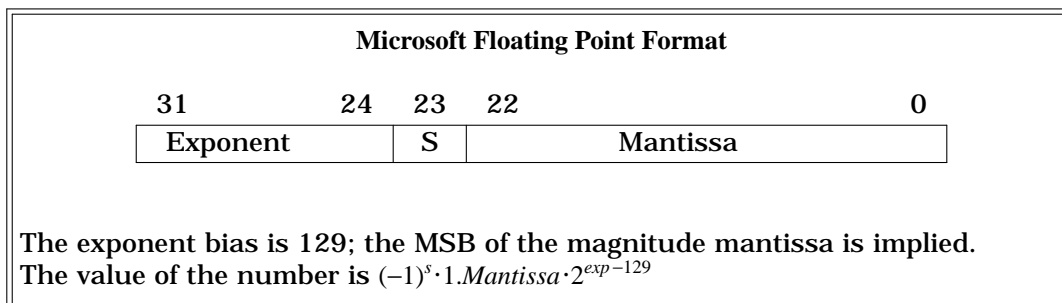 Microsoft Floating Point Format
31 24 23 22 0
Exponent S Mantissa
The exponent bias is 129; the MSB of the magnitude mantissa is implied.
The value of the number is (–1)^s·1.Mantissa·2^exp–129